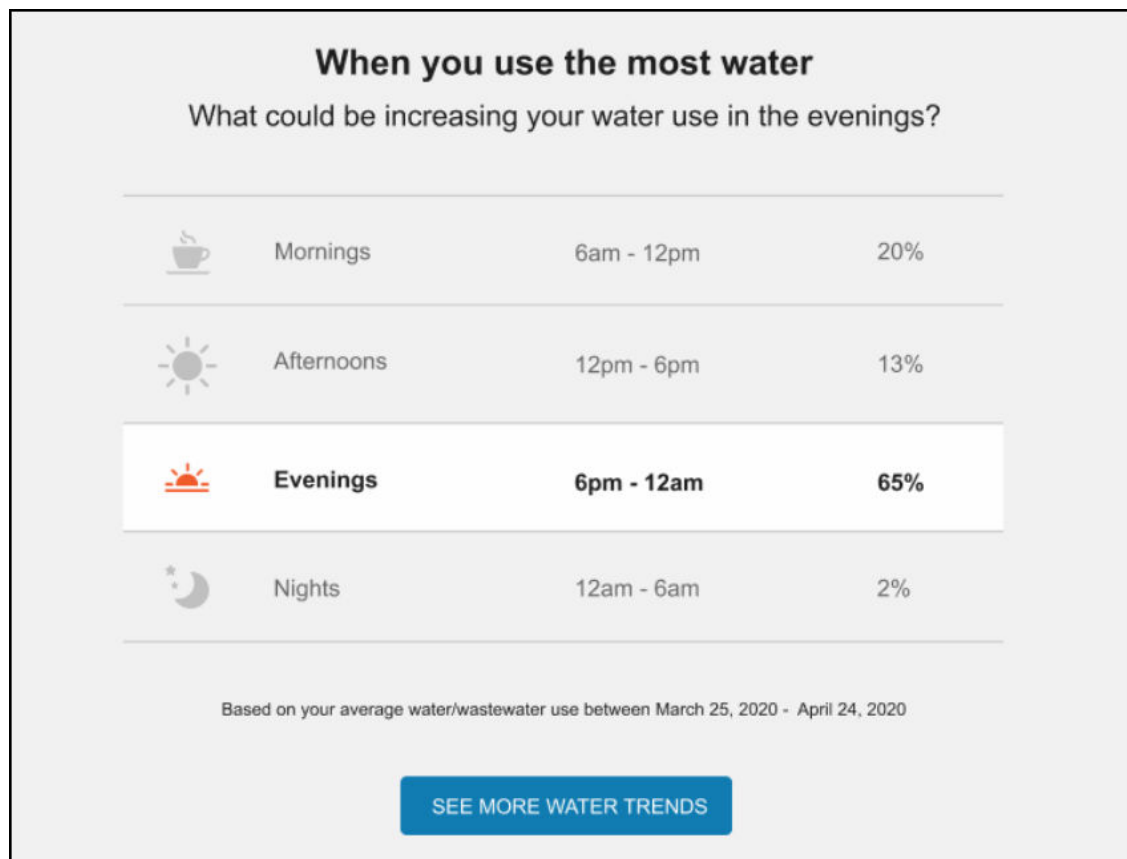 When you use the most water
What could be increasing your water use in the evenings?
Mornings 6am - 12pm 20%
Afternoons 12pm - 6pm 13%
Evenings 6pm - 12am 65%
Nights 12am - 6am 2%
Based on your average water/wastewater use between March 25, 2020 - April 24, 2020
SEE MORE WATER TRENDS